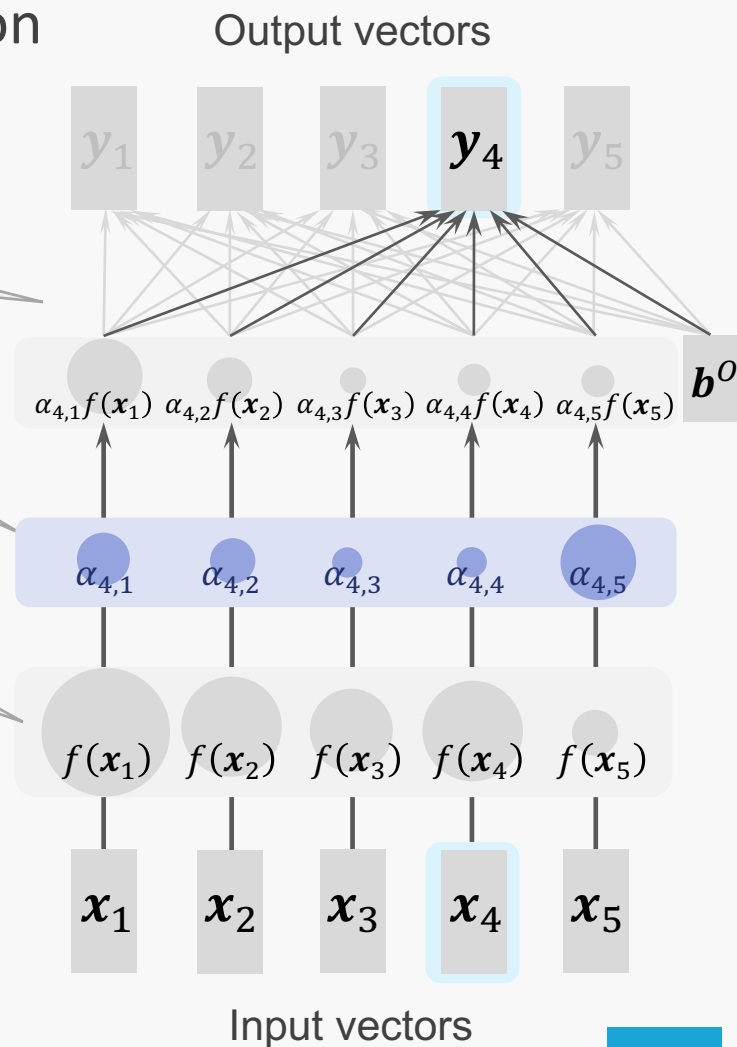 on
Output vectors
y₁ y₂ y₃ y₄ y₅
α₄,₁f(x₁) α₄,₂f(x₂) α₄,₃f(x₃) α₄,₄f(x₄) α₄,₅f(x₅) b^O
α₄,₁ α₄,₂ α₄,₃ α₄,₄ α₄,₅
f(x₁) f(x₂) f(x₃) f(x₄) f(x₅)
x₁ x₂ x₃ x₄ x₅
Input vectors